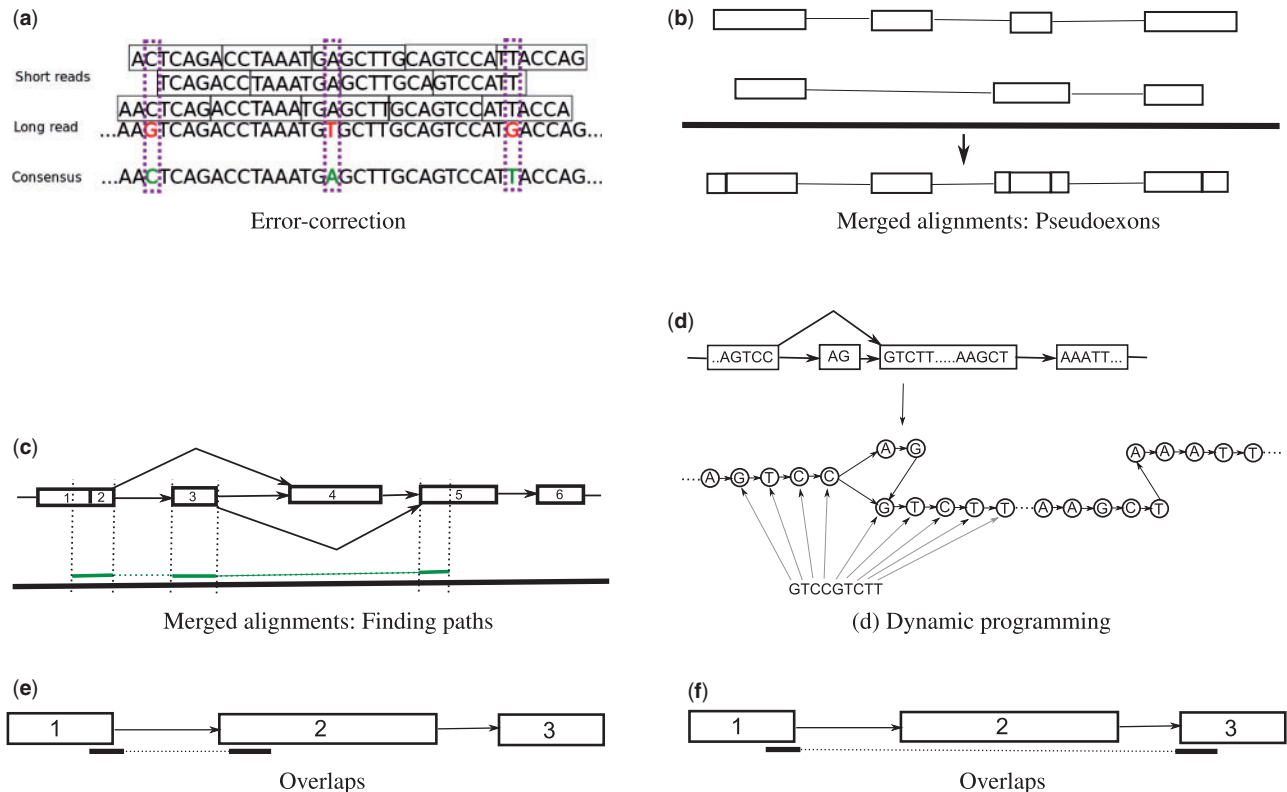 (a)
ACTCAGACCTAAATGAGCTTGCAGTCCATTACCAG
Short reads
TCAGACCTAAATGAGCTTGCAGTCCATT
AACTCAGACCTAAATGAGCTTGCAGTCCATTACCA
Long read ...AAGTCAGACCTAAATGTGCTTGCAGTCCATGACCAG...
Consensus ...AACTCAGACCTAAATGAGCTTGCAGTCCATTACCAG...
Error-correction
(b)
Merged alignments: Pseudoexons
(c)
1 2 3 4 5 6
Merged alignments: Finding paths
(d)
..AGTCC AG GTCTT.....AAGCT AAATT...
A G A A A T T
A G T C C G T C T T A A G C T
GTCCGTCTT
(d) Dynamic programming
(e)
1 2 3
Overlaps
(f)
1 2 3
Overlaps